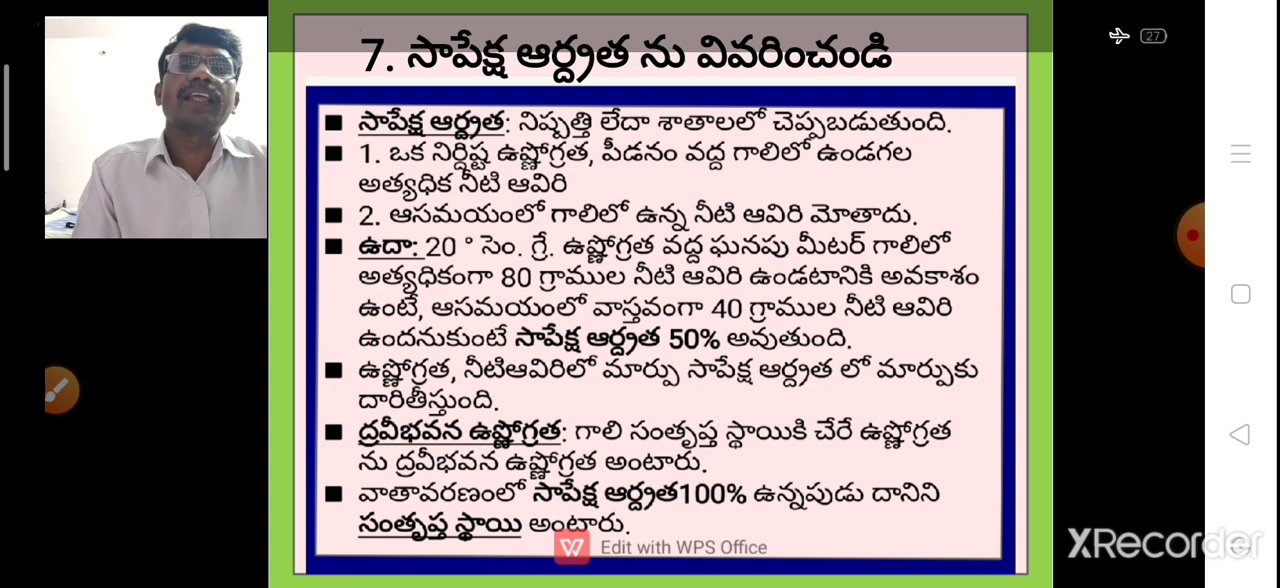 7. సాపేక్ష ఆర్ద్రత ను వివరించండి
27
■ సాపేక్ష ఆర్ద్రత: నిష్పత్తి లేదా శాతాలలో చెప్పబడుతుంది.
■ 1. ఒక నిర్దిష్ట ఉష్ణోగ్రత, పీడనం వద్ద గాలిలో ఉండగల
అత్యధిక నీటి ఆవిరి
■ 2. ఆసమయంలో గాలిలో ఉన్న నీటి ఆవిరి మోతాదు.
■ ఉదా: 20 ° సెం. గ్రే. ఉష్ణోగ్రత వద్ద ఘనపు మీటర్ గాలిలో
అత్యధికంగా 80 గ్రాముల నీటి ఆవిరి ఉండటానికి అవకాశం
ఉంటే, ఆసమయంలో వాస్తవంగా 40 గ్రాముల నీటి ఆవిరి
ఉందనుకుంటే సాపేక్ష ఆర్ద్రత 50% అవుతుంది.
■ ఉష్ణోగ్రత, నీటిఆవిరిలో మార్పు సాపేక్ష ఆర్ద్రత లో మార్పుకు
దారితీస్తుంది.
■ ద్రవీభవన ఉష్ణోగ్రత: గాలి సంతృప్త స్థాయికి చేరే ఉష్ణోగ్రత
ను ద్రవీభవన ఉష్ణోగ్రత అంటారు.
■ వాతావరణంలో సాపేక్ష ఆర్ద్రత100% ఉన్నపుడు దానిని
సంతృప్త స్థాయి అంటారు.
Edit with WPS Office
XRecorder